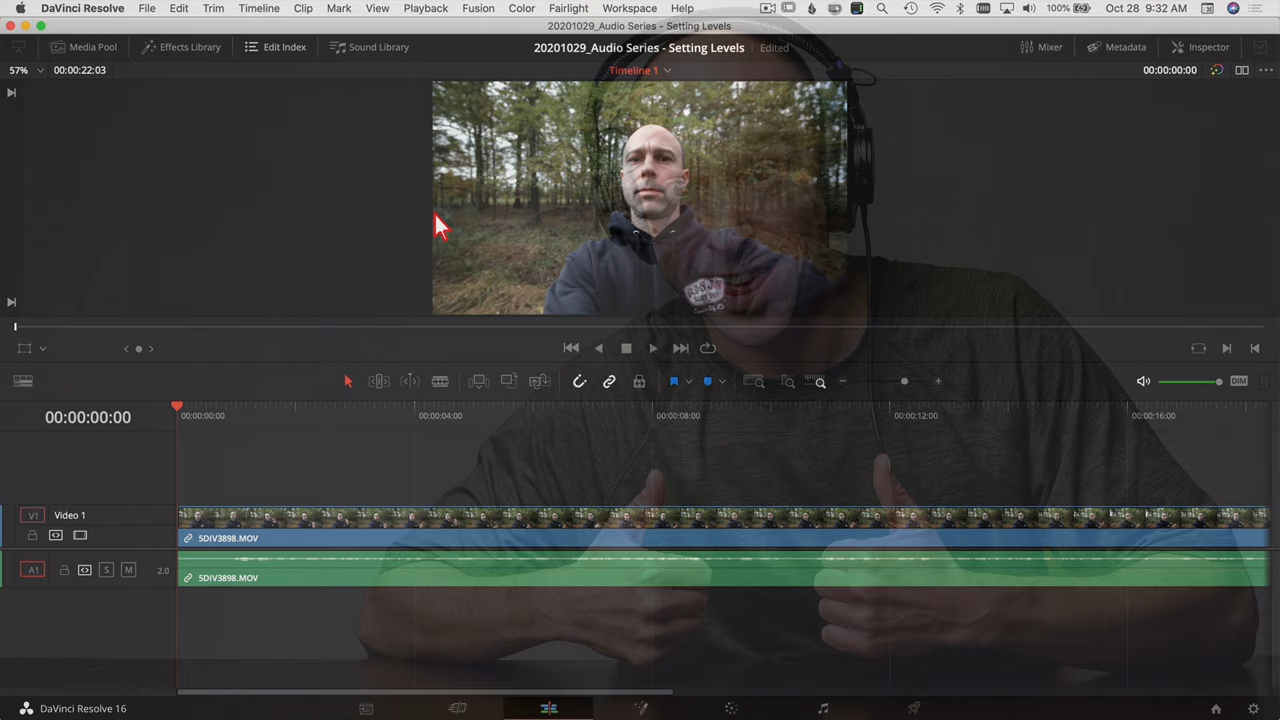 DaVinci Resolve File Edit Trim Timeline Clip Mark View Playback Fusion Color Fairlight Workspace Help 100% Oct 28 9:32 AM
20201029_Audio Series - Setting Levels
Media Pool Effects Library Edit Index Sound Library 20201029_Audio Series - Setting Levels Edited Mixer Metadata Inspector
57% 00:00:22:03 Timeline 1 00:00:00:00
DIM
00:00:00:00 00:00:00:00 00:00:04:00 00:00:08:00 00:00:12:00 00:00:16:00
V1 Video 1
5DIV3898.MOV
A1 S M 2.0
5DIV3898.MOV
DaVinci Resolve 16